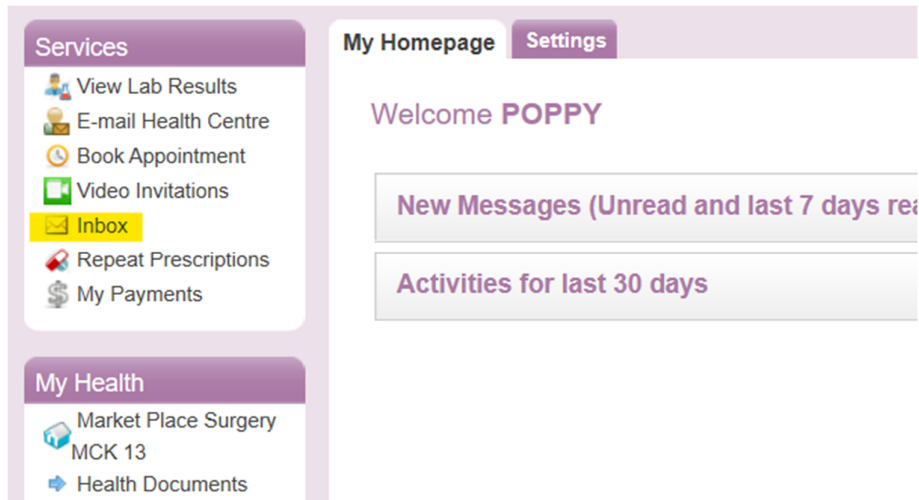 Services
View Lab Results
E-mail Health Centre
Book Appointment
Video Invitations
Inbox
Repeat Prescriptions
My Payments
My Health
Market Place Surgery
MCK 13
Health Documents
My Homepage
Settings
Welcome POPPY
New Messages (Unread and last 7 days rea
Activities for last 30 days